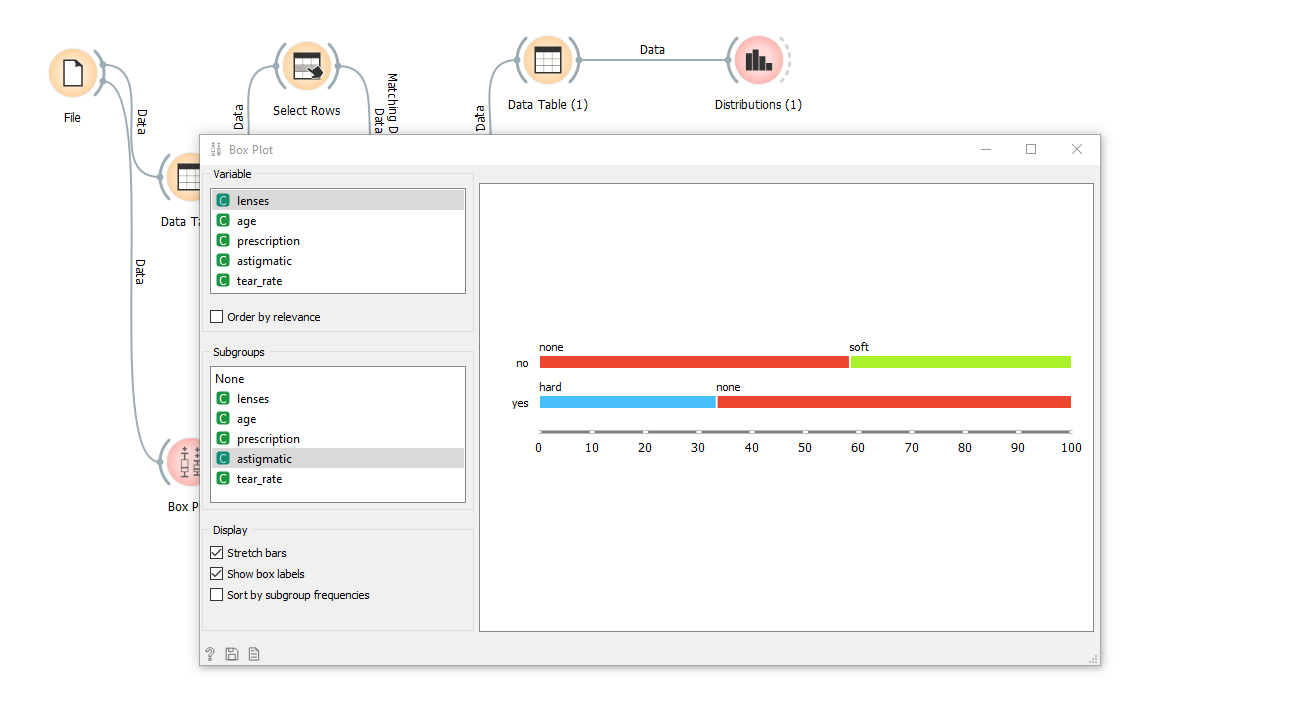 File
Data
Data
Data
Select Rows
Matching D
Data
Data
Data Table (1)
Data
Distributions (1)
Data Ta
Box P
Box Plot
Variable
C lenses
C age
C prescription
C astigmatic
C tear_rate
Order by relevance
Subgroups
None
C lenses
C age
C prescription
C astigmatic
C tear_rate
Display
Stretch bars
Show box labels
Sort by subgroup frequencies
?
none soft
no
hard none
yes
0 10 20 30 40 50 60 70 80 90 100